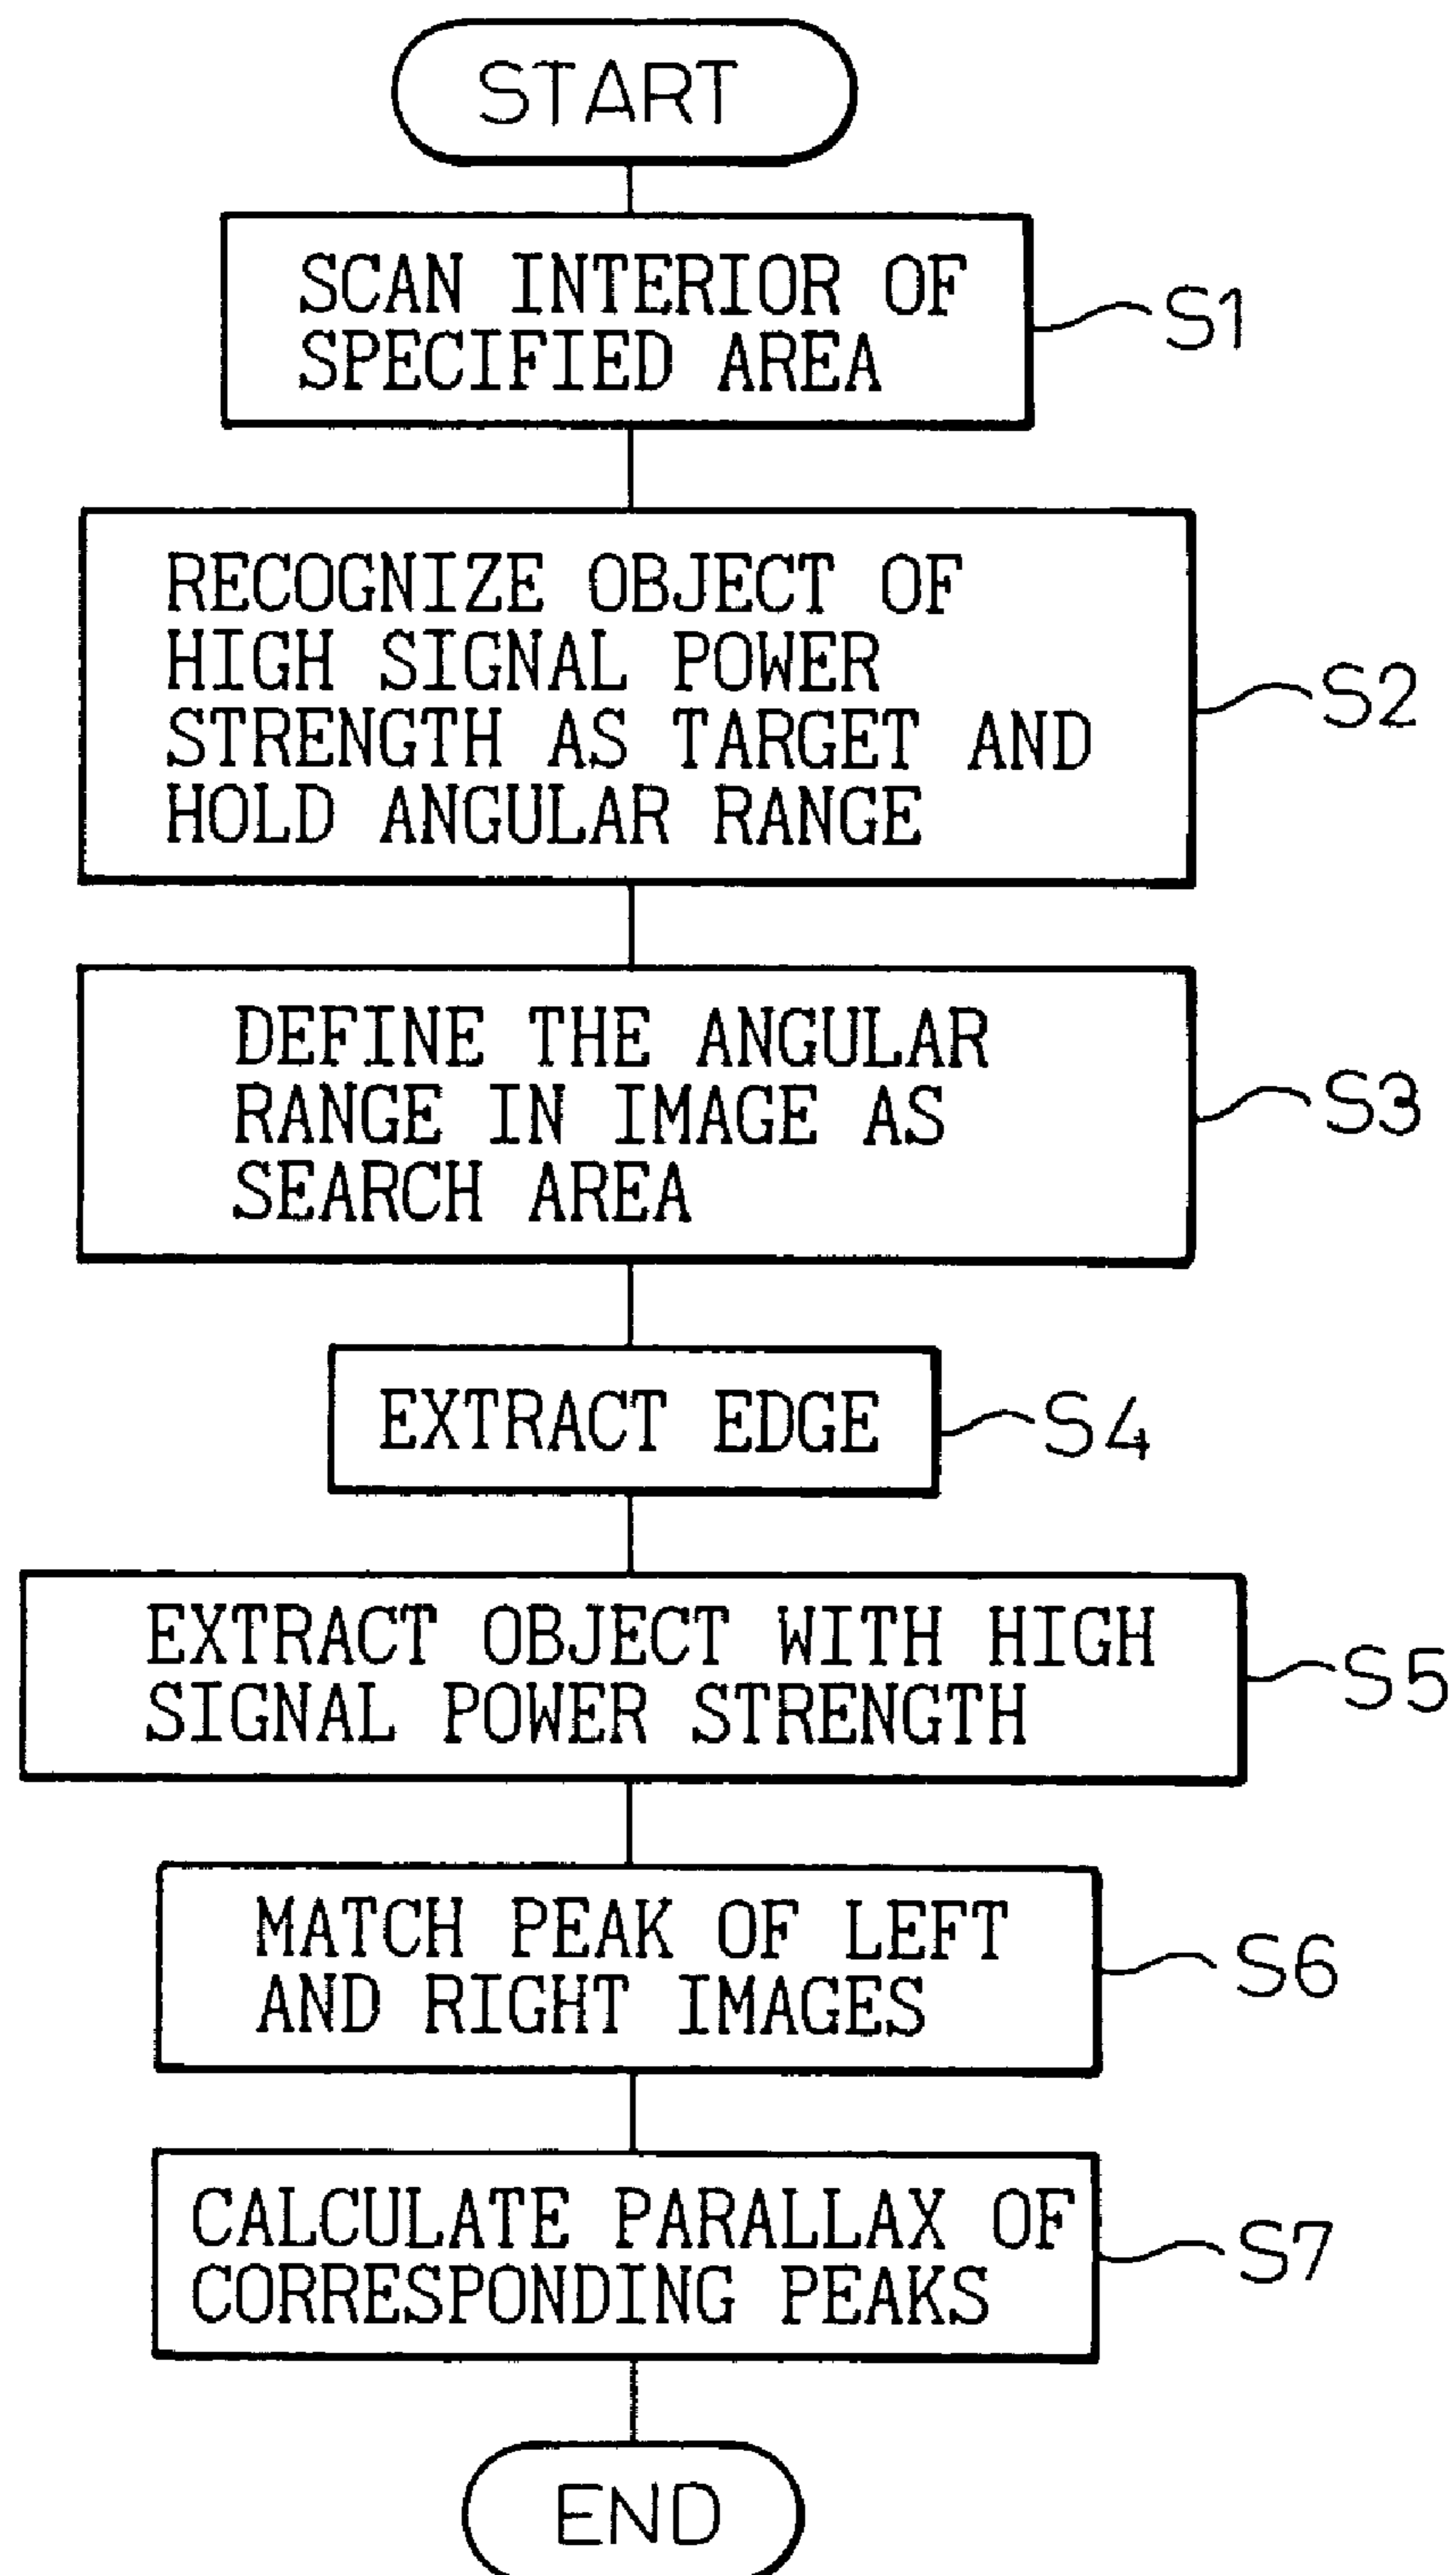 START
SCAN INTERIOR OF
SPECIFIED AREA
S1
RECOGNIZE OBJECT OF
HIGH SIGNAL POWER
STRENGTH AS TARGET AND
HOLD ANGULAR RANGE
S2
DEFINE THE ANGULAR
RANGE IN IMAGE AS
SEARCH AREA
S3
EXTRACT EDGE
S4
EXTRACT OBJECT WITH HIGH
SIGNAL POWER STRENGTH
S5
MATCH PEAK OF LEFT
AND RIGHT IMAGES
S6
CALCULATE PARALLAX OF
CORRESPONDING PEAKS
S7
END